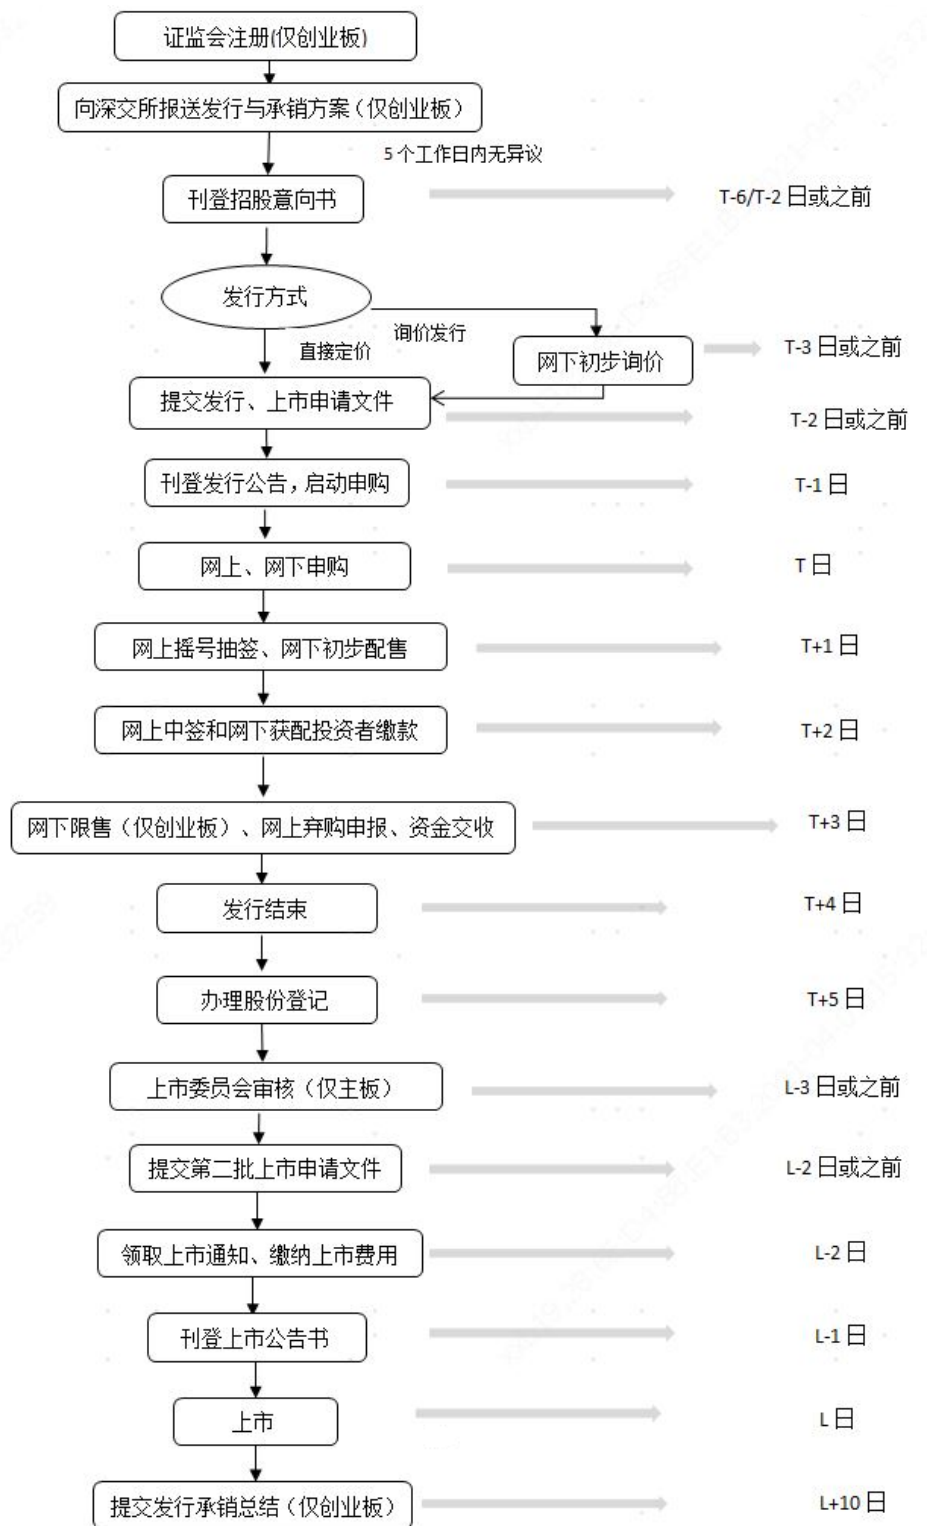 证监会注册(仅创业板)
向深交所报送发行与承销方案（仅创业板）
5个工作日内无异议
刊登招股意向书
T-6/T-2 日或之前
发行方式
询价发行
直接定价
网下初步询价
T-3 日或之前
提交发行、上市申请文件
T-2 日或之前
刊登发行公告，启动申购
T-1 日
网上、网下申购
T 日
网上摇号抽签、网下初步配售
T+1 日
网上中签和网下获配投资者缴款
T+2 日
网下限售（仅创业板）、网上弃购申报、资金交收
T+3 日
发行结束
T+4 日
办理股份登记
T+5 日
上市委员会审核（仅主板）
L-3 日或之前
提交第二批上市申请文件
L-2 日或之前
领取上市通知、缴纳上市费用
L-2 日
刊登上市公告书
L-1 日
上市
L 日
提交发行承销总结（仅创业板）
L+10 日